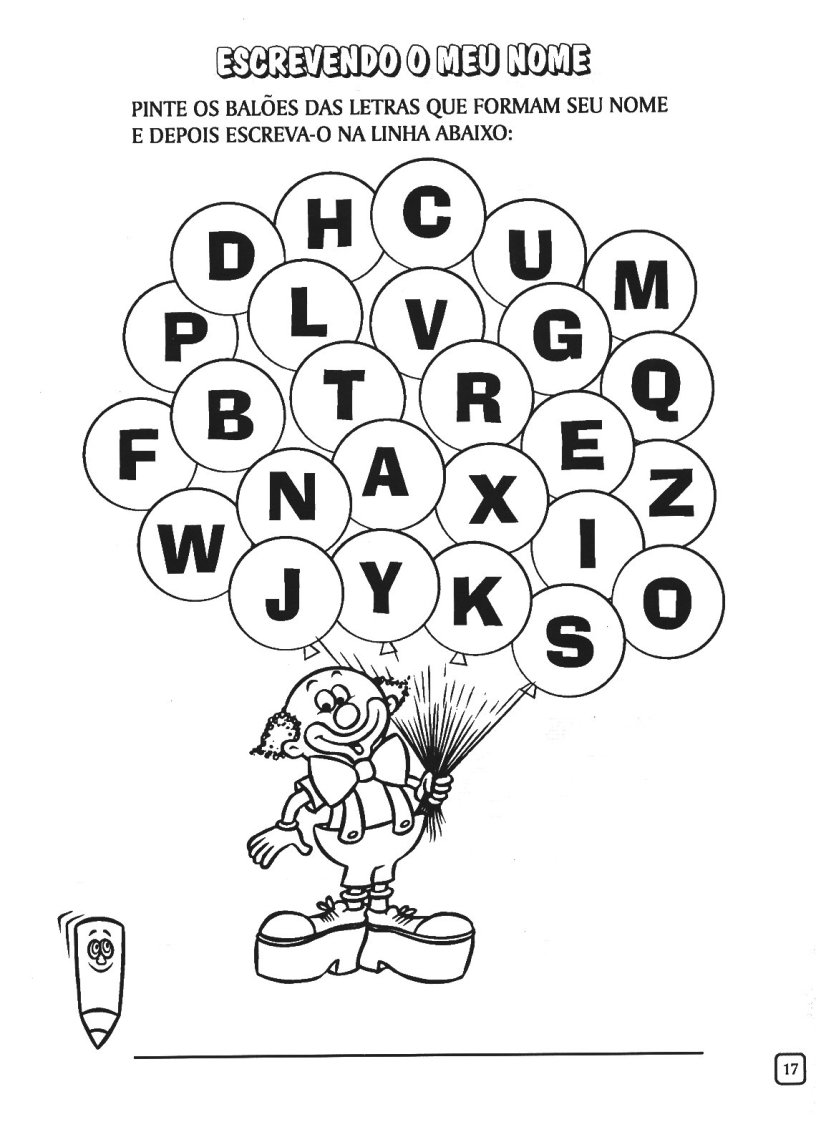 ESCREVENDO O MEU NOME
PINTE OS BALÕES DAS LETRAS QUE FORMAM SEU NOME
E DEPOIS ESCREVA-O NA LINHA ABAIXO:
H C
D U M
P L V G
B T R Q
F N A X E Z
W I
J Y K S O
17